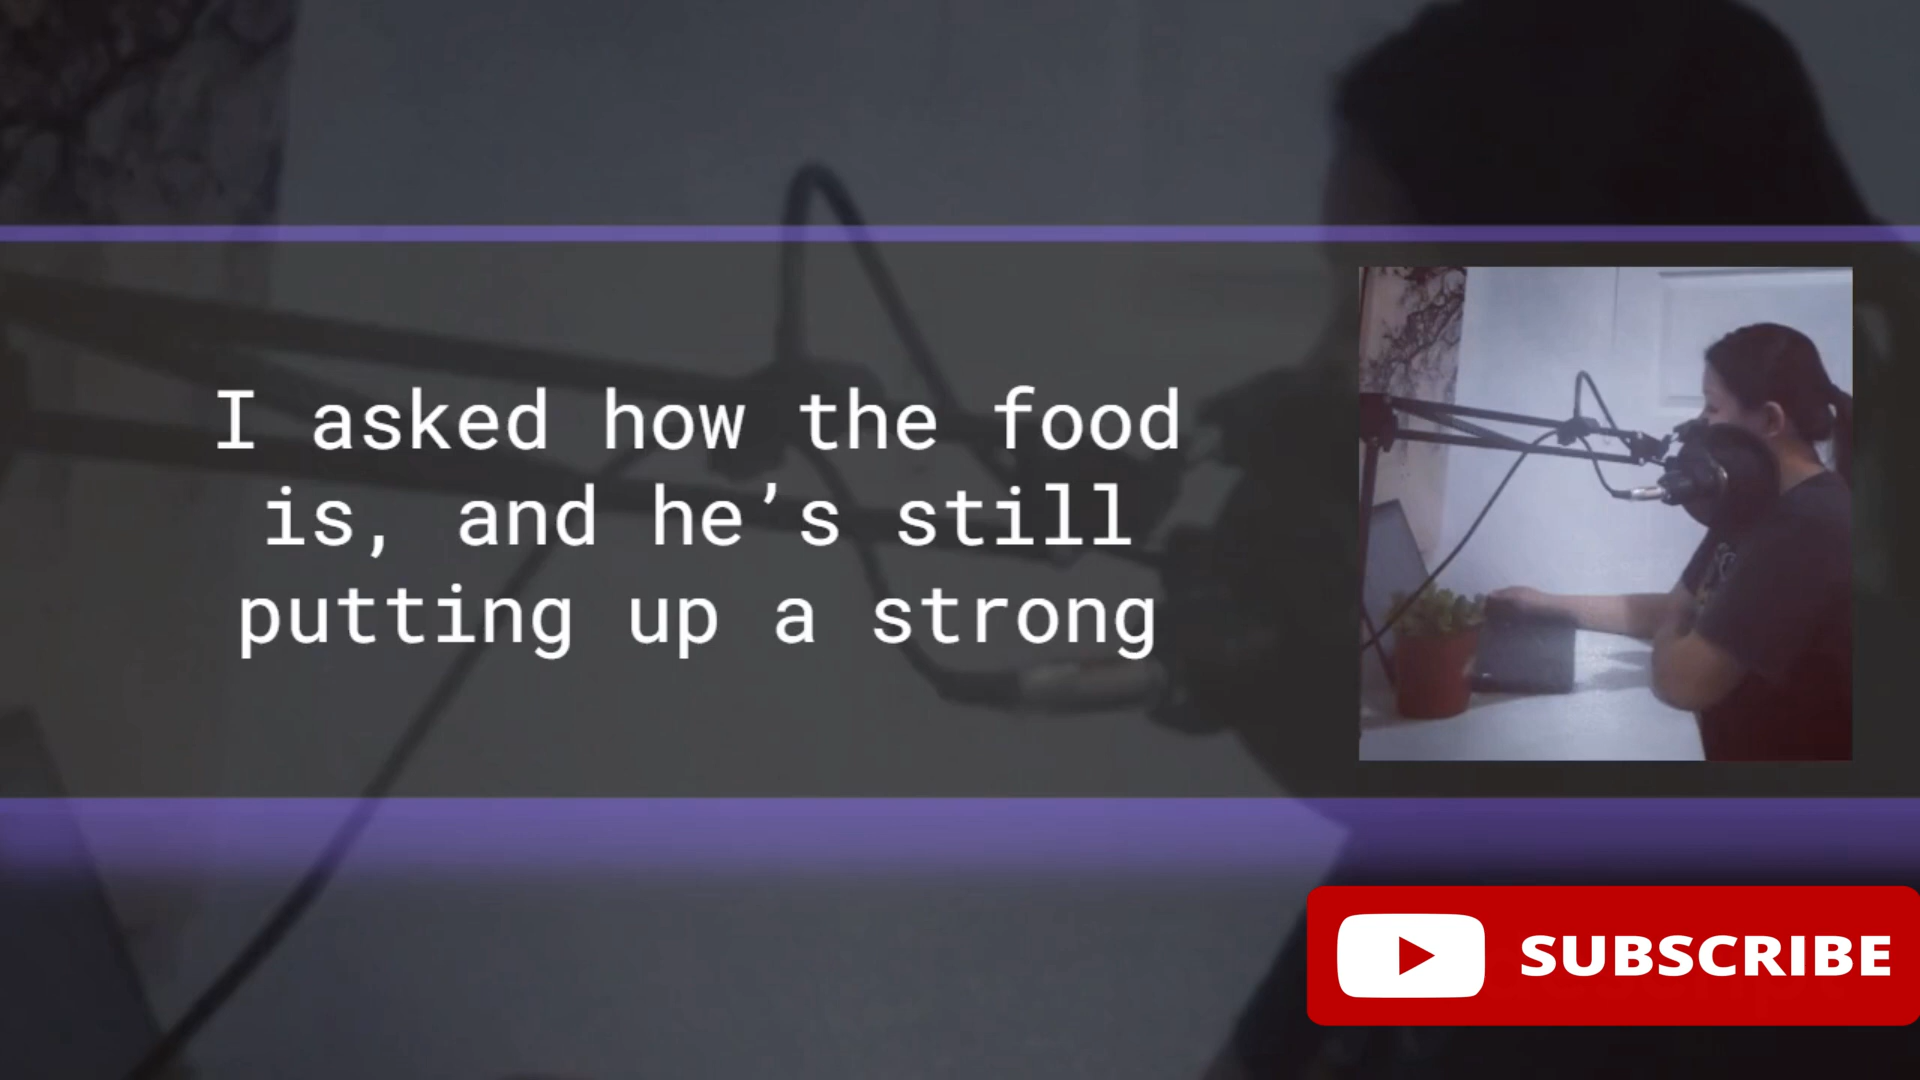 I asked how the food
is, and he’s still
putting up a strong
SUBSCRIBE